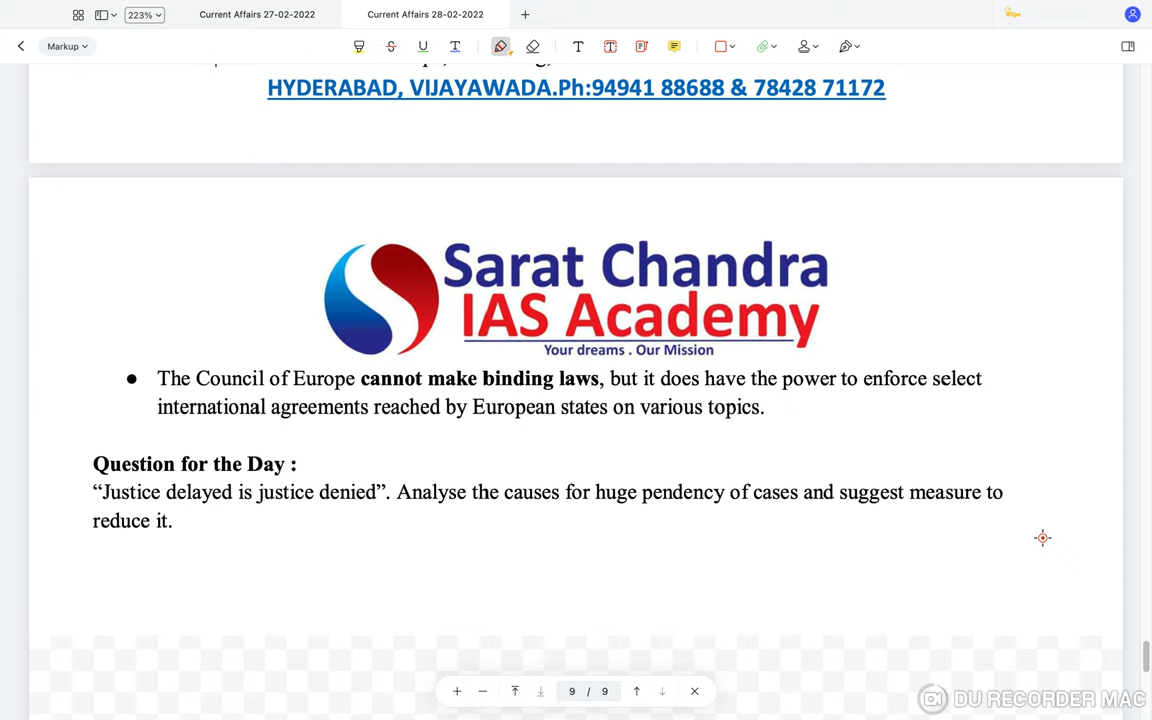 223%
Current Affairs 27-02-2022
Current Affairs 28-02-2022
Markup
HYDERABAD, VIJAYAWADA.Ph:94941 88688 & 78428 71172
Sarat Chandra
IAS Academy
Your dreams . Our Mission
● The Council of Europe cannot make binding laws, but it does have the power to enforce select
international agreements reached by European states on various topics.
Question for the Day :
“Justice delayed is justice denied”. Analyse the causes for huge pendency of cases and suggest measure to
reduce it.
9 / 9
DU RECORDER MAC